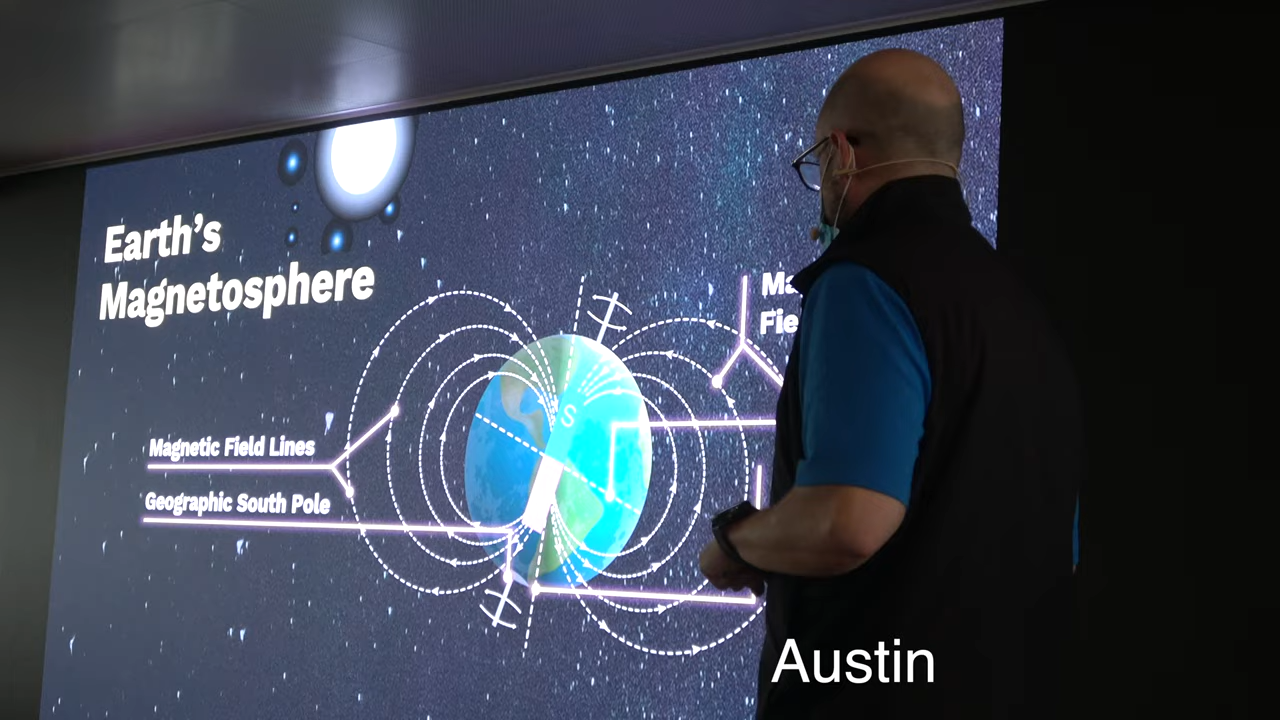 Earth's
Magnetosphere
Magnetic Field Lines
Geographic South Pole
S
Austin